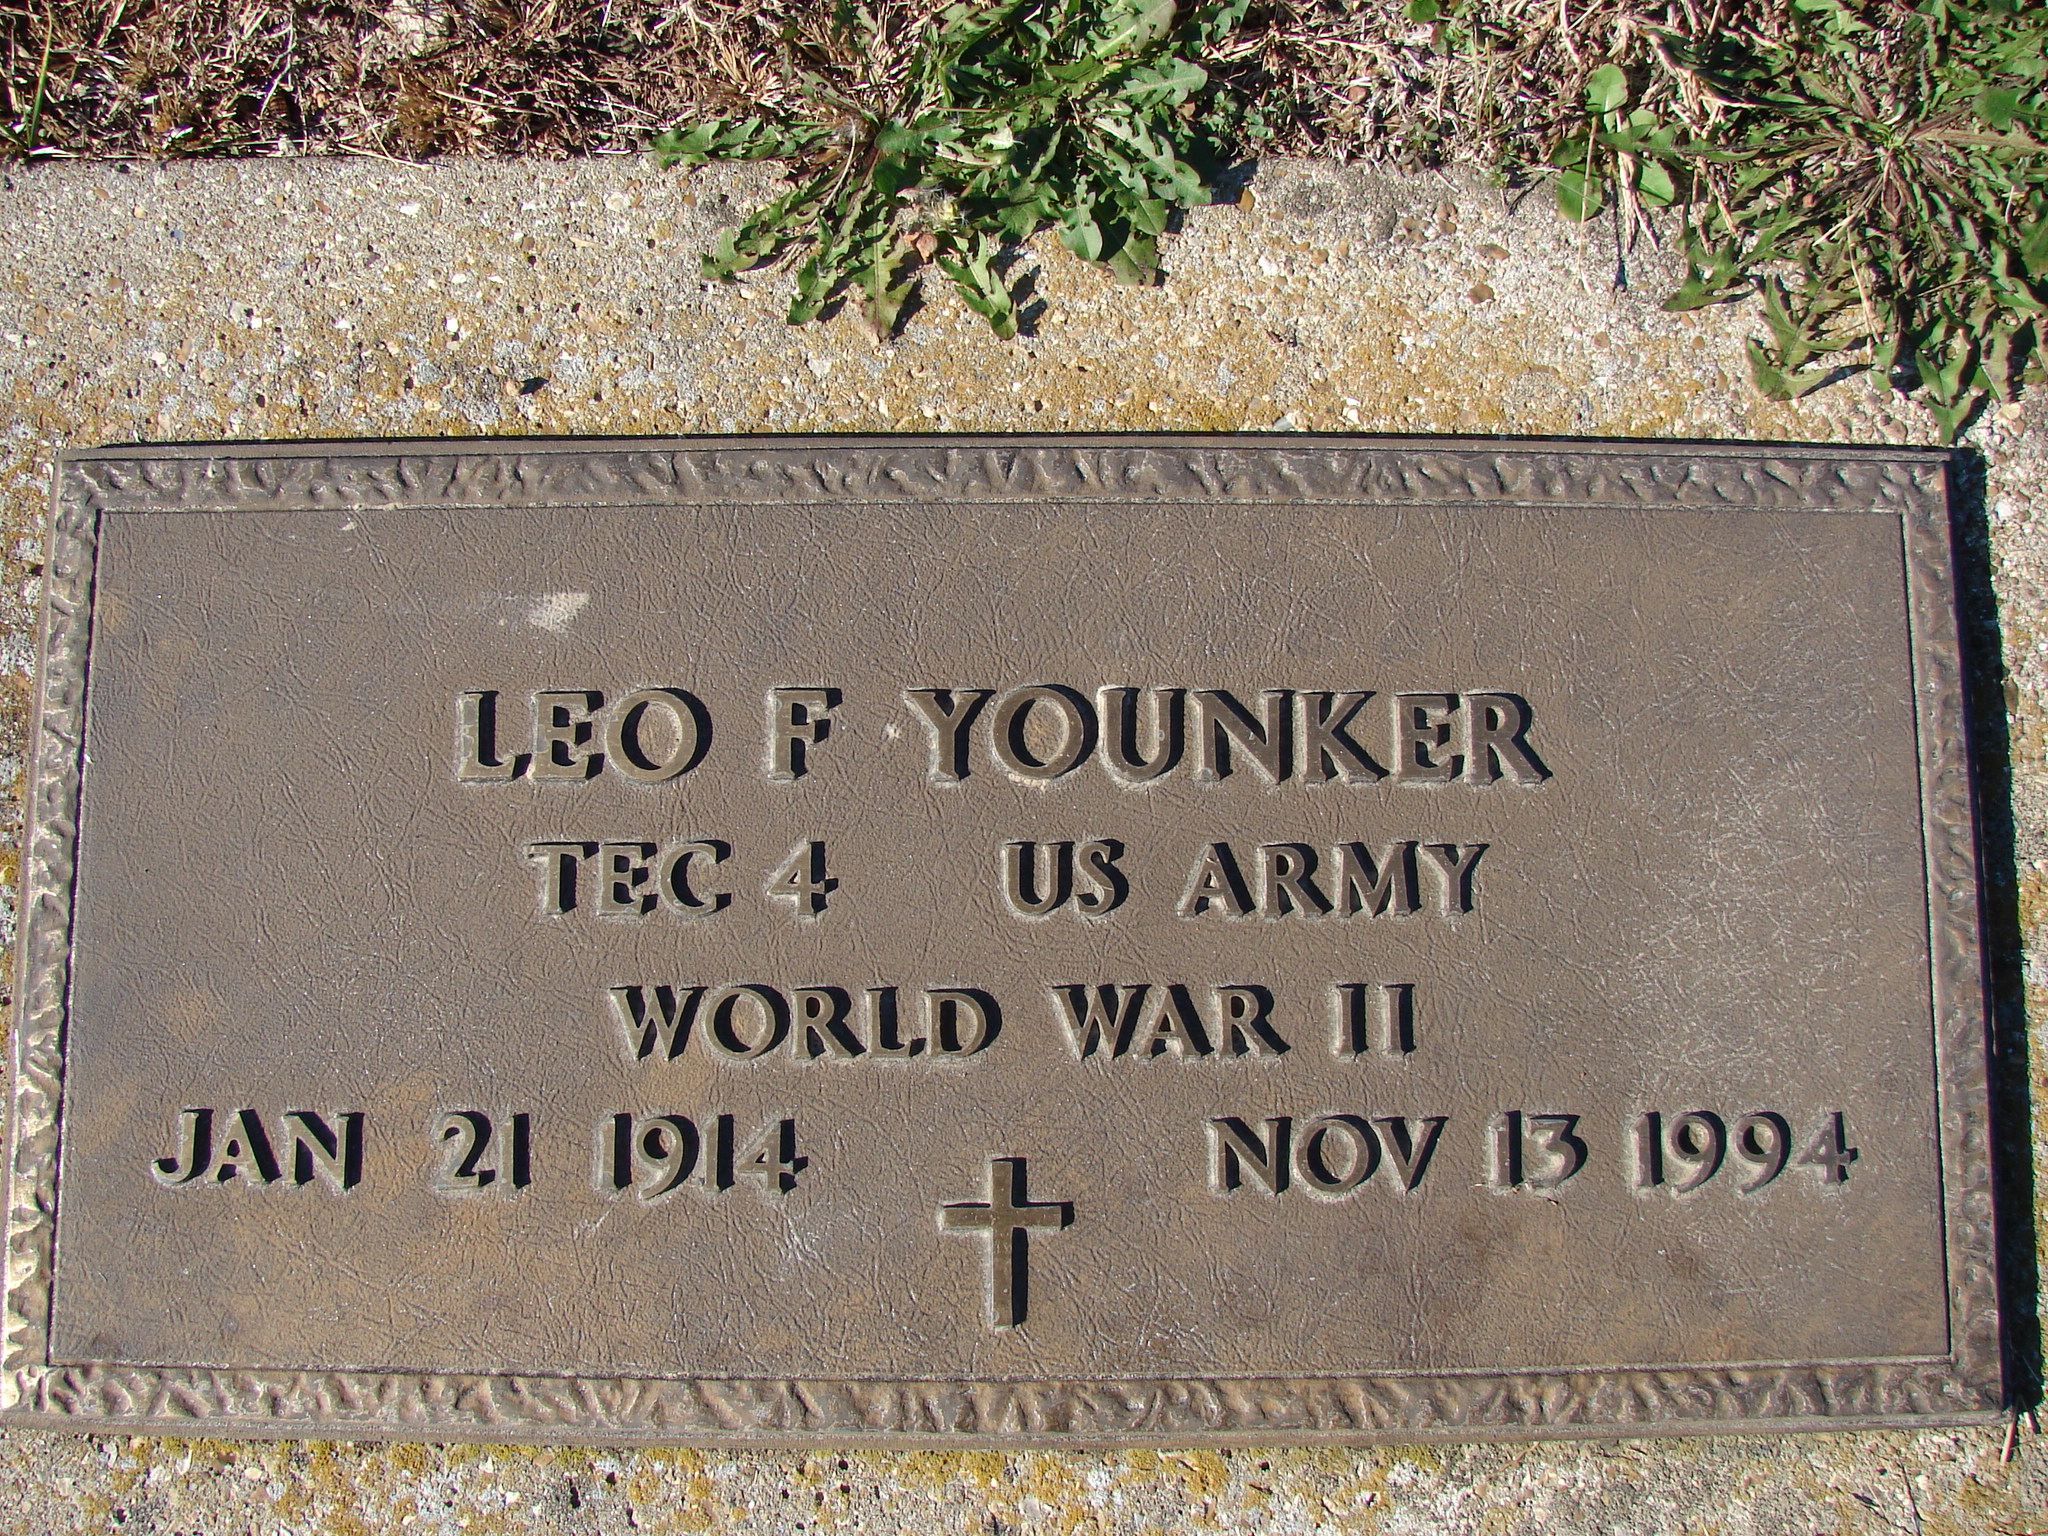 LEO F YOUNKER
TEC 4 US ARMY
WORLD WAR II
JAN 21 1914 NOV 13 1994